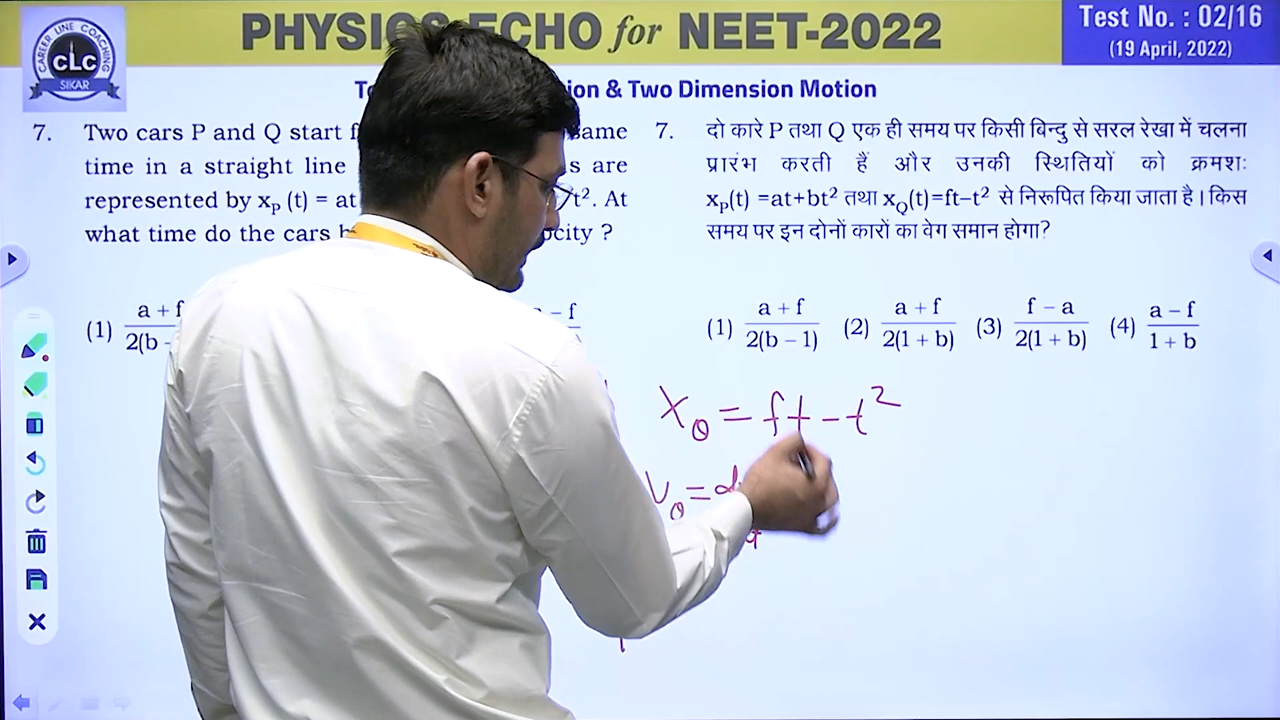 PHYSICS ECHO for NEET-2022
Test No. : 02/16
(19 April, 2022)
CAREER LINE COACHING
CLC
SIKAR
ion & Two Dimension Motion
7. Two cars P and Q start same
time in a straight line are
represented by xP (t) = at t². At
what time do the cars ?
(1) a + f
2(b
– f
7. दो कारे P तथा Q एक ही समय पर किसी बिन्दु से सरल रेखा में चलना
प्रारंभ करती हैं और उनकी स्थितियों को क्रमशः
xP(t) =at+bt² तथा xQ(t)=ft–t² से निरूपित किया जाता है। किस
समय पर इन दोनों कारों का वेग समान होगा?
(1) a + f / 2(b – 1) (2) a + f / 2(1 + b) (3) f – a / 2(1 + b) (4) a – f / 1 + b
xQ = ft – t²
vQ = d